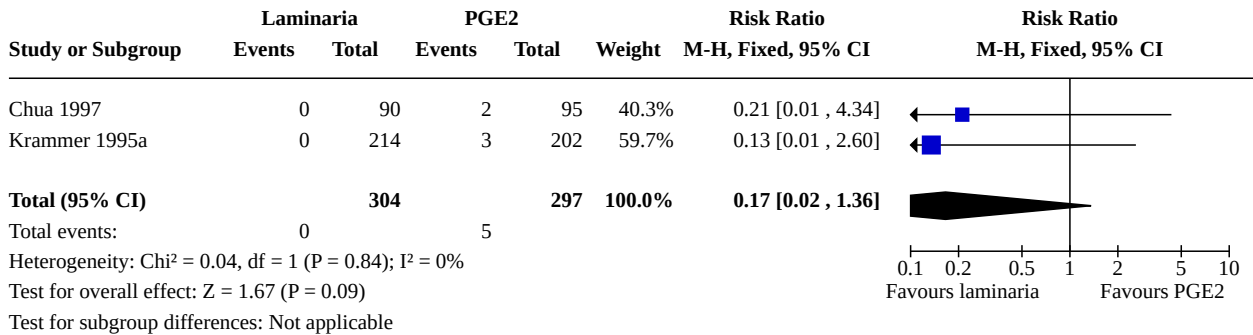 Laminaria PGE2 Risk Ratio Risk Ratio
Study or Subgroup Events Total Events Total Weight M-H, Fixed, 95% CI M-H, Fixed, 95% CI
Chua 1997 0 90 2 95 40.3% 0.21 [0.01 , 4.34]
Krammer 1995a 0 214 3 202 59.7% 0.13 [0.01 , 2.60]
Total (95% CI) 304 297 100.0% 0.17 [0.02 , 1.36]
Total events: 0 5
Heterogeneity: Chi² = 0.04, df = 1 (P = 0.84); I² = 0%
Test for overall effect: Z = 1.67 (P = 0.09)
Test for subgroup differences: Not applicable
0.1 0.2 0.5 1 2 5 10
Favours laminaria Favours PGE2